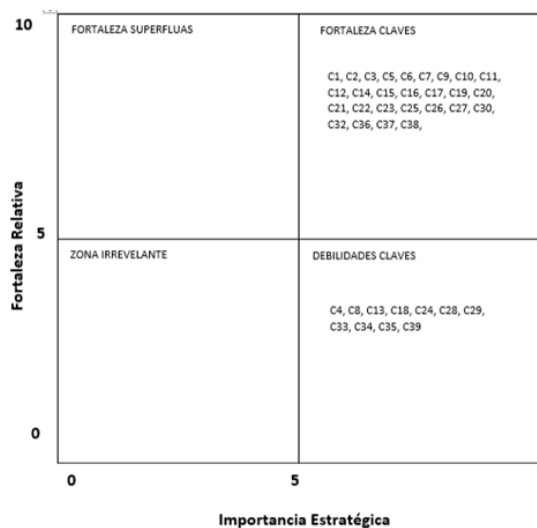 10
FORTALEZA SUPERFLUAS
FORTALEZA CLAVES
C1, C2, C3, C5, C6, C7, C9, C10, C11,
C12, C14, C15, C16, C17, C19, C20,
C21, C22, C23, C25, C26, C27, C30,
C32, C36, C37, C38,
Fortaleza Relativa
5
ZONA IRREVELANTE
DEBILIDADES CLAVES
C4, C8, C13, C18, C24, C28, C29,
C33, C34, C35, C39
0
0
5
Importancia Estratégica